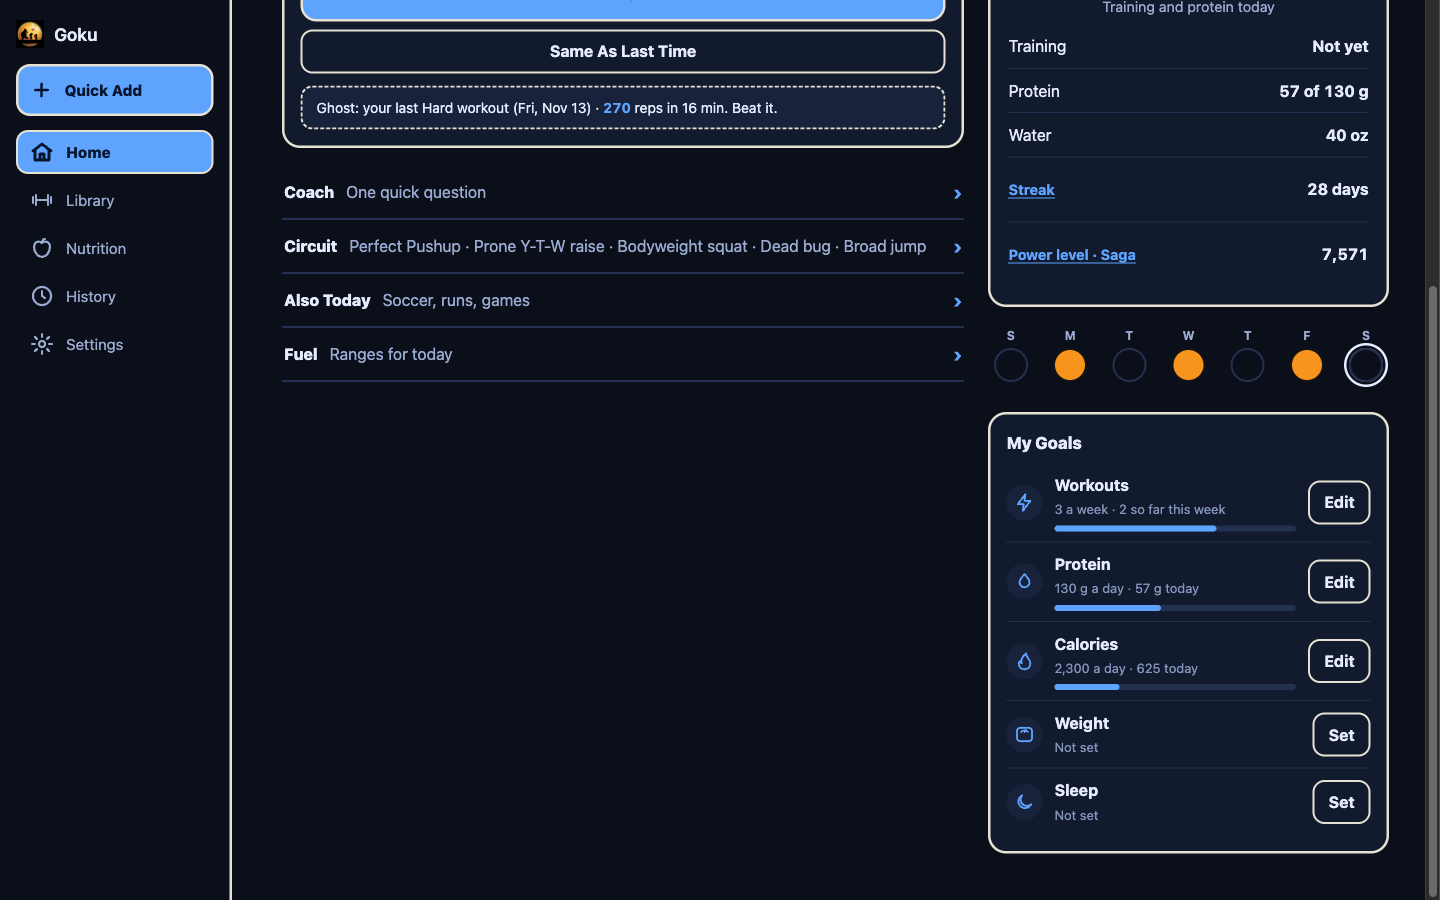 Goku
Quick Add
Home
Library
Nutrition
History
Settings
Same As Last Time
Ghost: your last Hard workout (Fri, Nov 13) · 270 reps in 16 min. Beat it.
Coach One quick question ›
Circuit Perfect Pushup · Prone Y-T-W raise · Bodyweight squat · Dead bug · Broad jump ›
Also Today Soccer, runs, games ›
Fuel Ranges for today ›
Training and protein today
Training Not yet
Protein 57 of 130 g
Water 40 oz
Streak 28 days
Power level · Saga 7,571
S M T W T F S
My Goals
Workouts
3 a week · 2 so far this week
Edit
Protein
130 g a day · 57 g today
Edit
Calories
2,300 a day · 625 today
Edit
Weight
Not set
Set
Sleep
Not set
Set